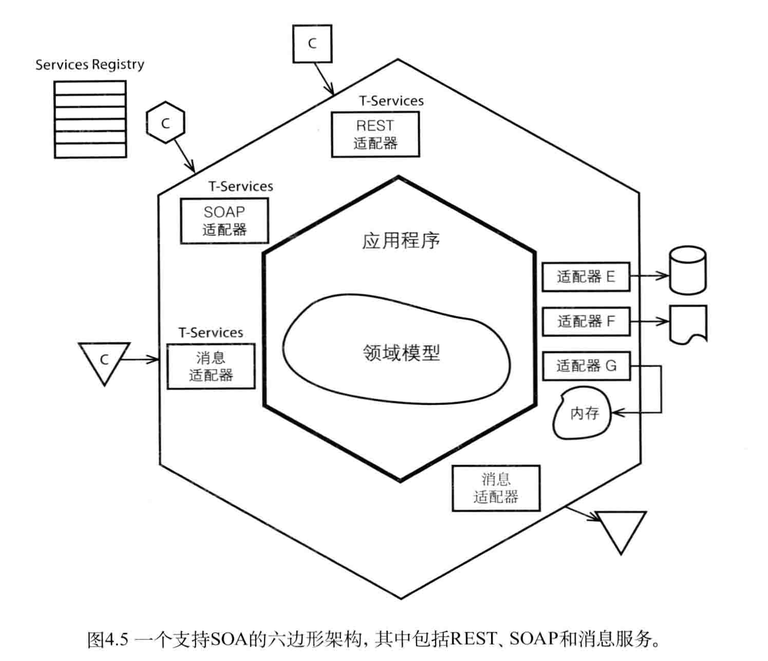 Services Registry
C
T-Services
REST
适配器
C
T-Services
SOAP
适配器
应用程序
适配器 E
适配器 F
T-Services
C
消息
适配器
领域模型
适配器 G
内存
消息
适配器
图4.5 一个支持SOA的六边形架构, 其中包括REST、SOAP和消息服务。